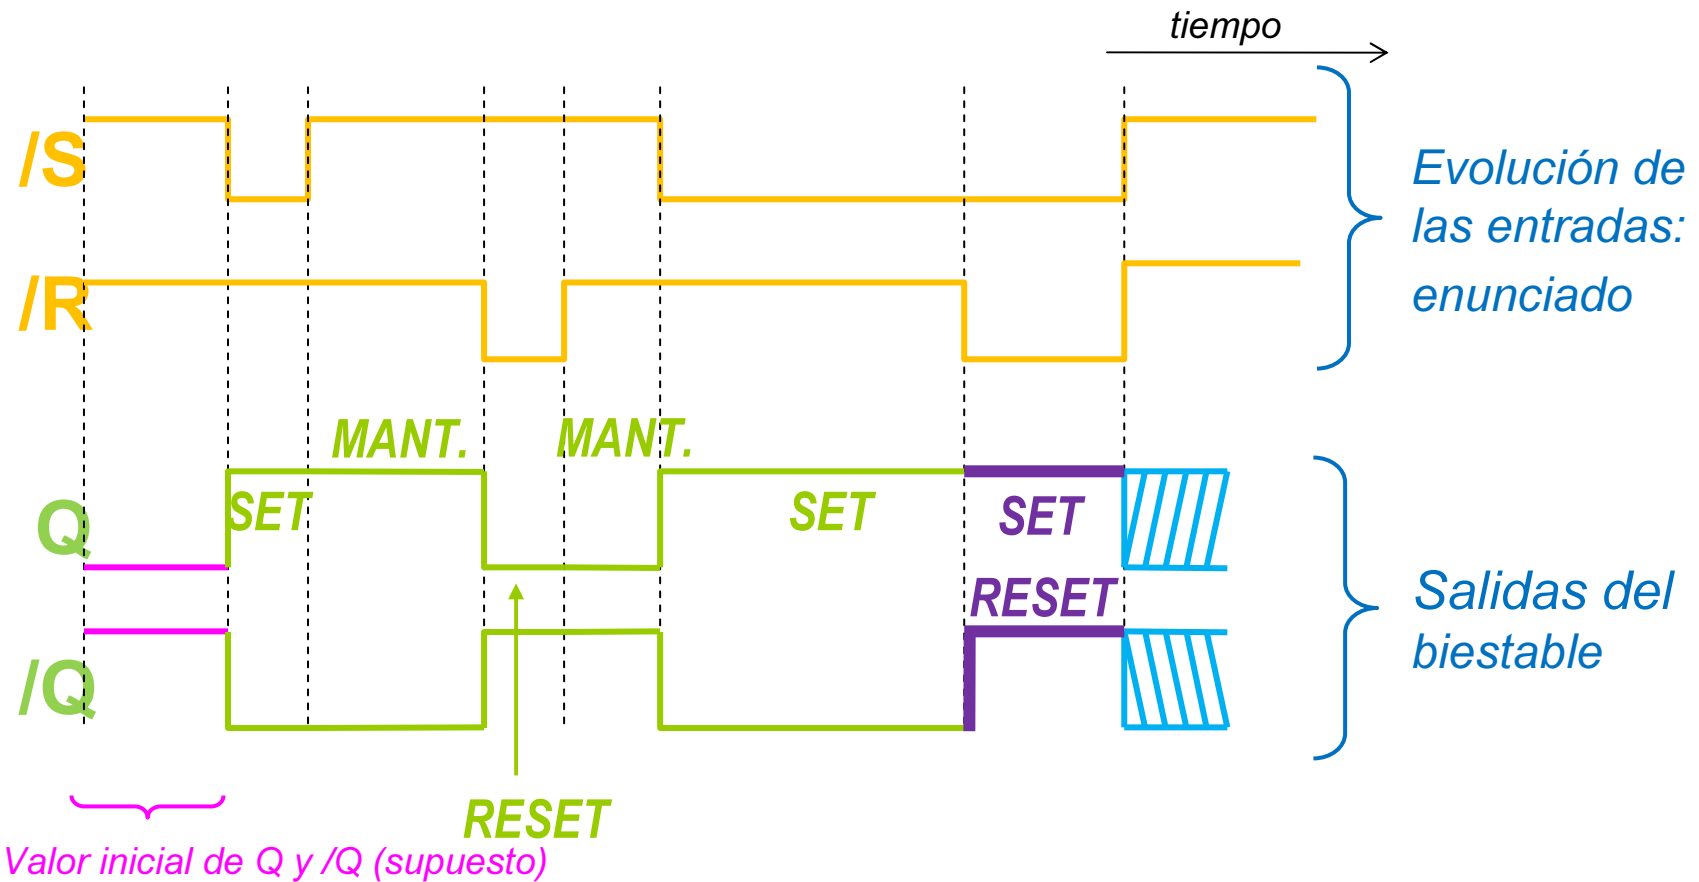 tiempo
/S
Evolución de
las entradas:
enunciado
/R
MANT.
MANT.
Q
SET
SET
SET
RESET
/Q
Salidas del
biestable
RESET
Valor inicial de Q y /Q (supuesto)